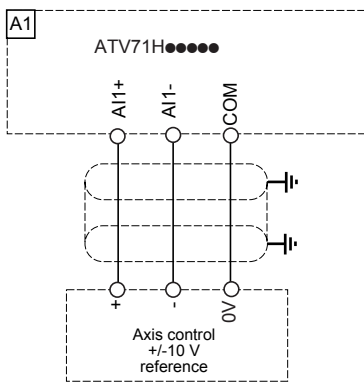 A1
ATV71H●●●●●
AI1+
AI1-
COM
+
-
0V
Axis control
+/-10 V
reference